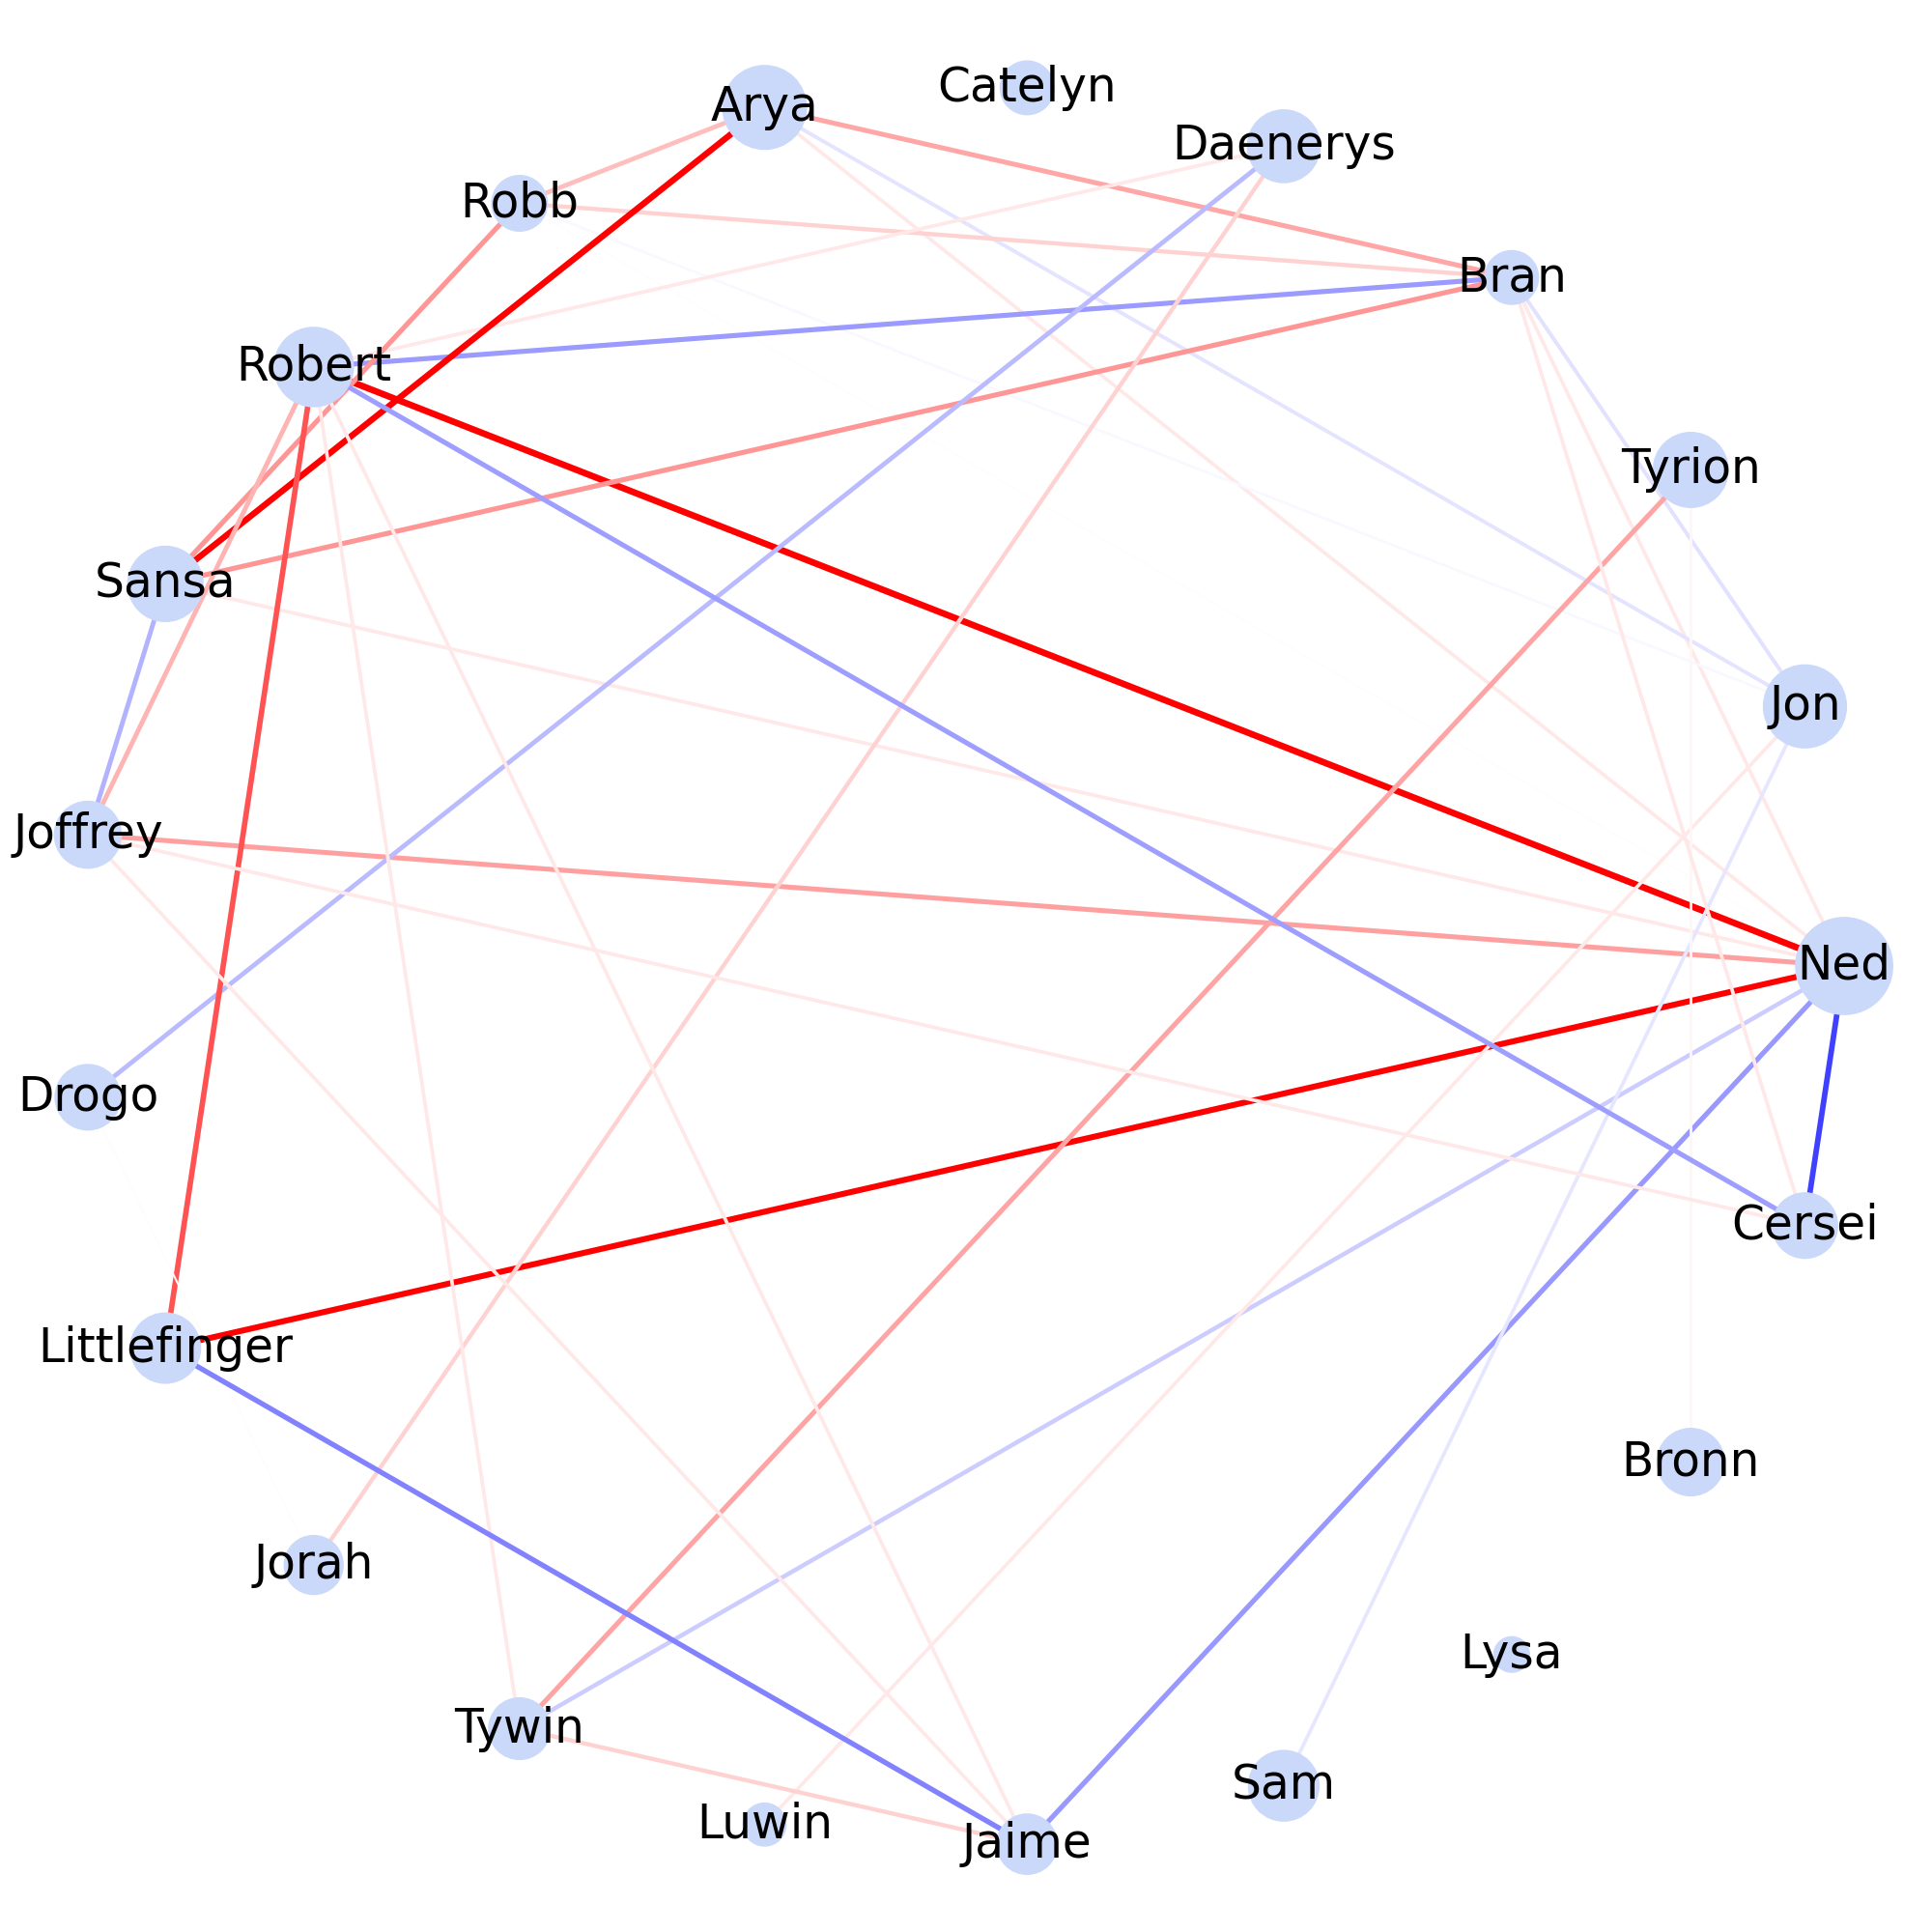 Catelyn
Arya
Daenerys
Robb
Bran
Robert
Tyrion
Sansa
Jon
Joffrey
Ned
Drogo
Cersei
Littlefinger
Bronn
Jorah
Lysa
Tywin
Sam
Luwin
Jaime